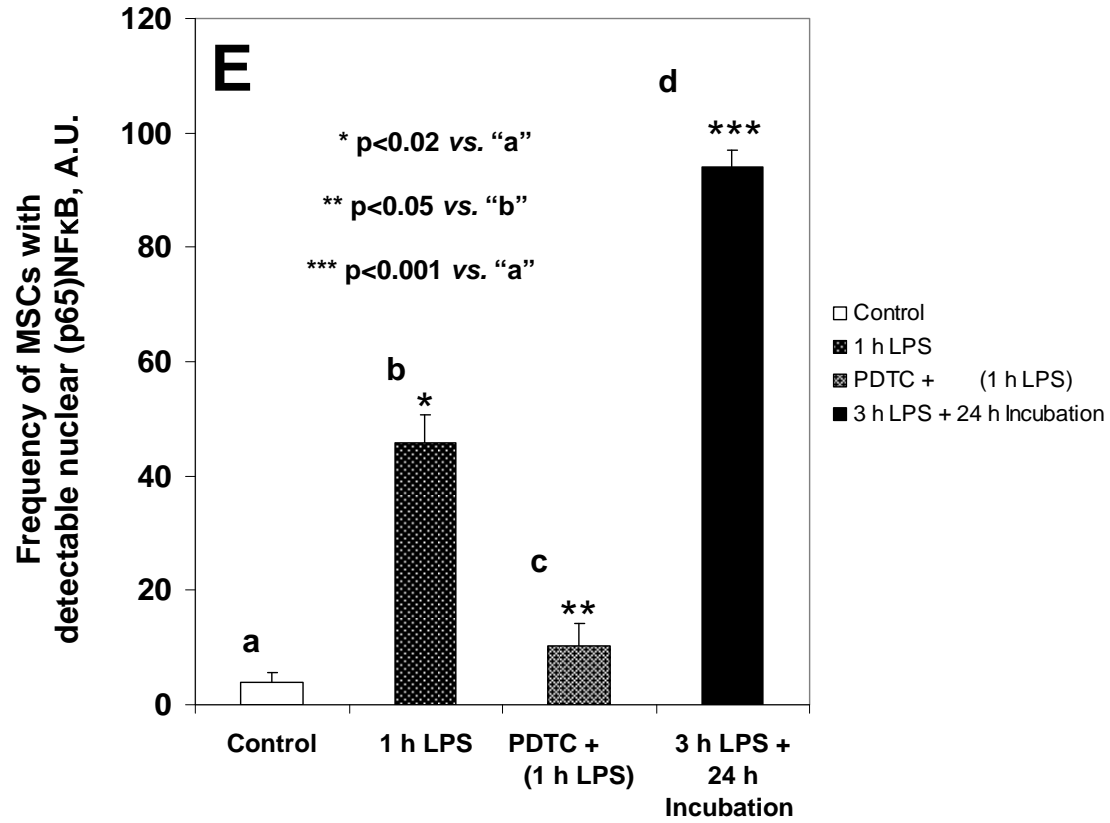 E
Frequency of MSCs with
detectable nuclear (p65)NFκB, A.U.
120
100
80
60
40
20
0
* p<0.02 vs. “a”
** p<0.05 vs. “b”
*** p<0.001 vs. “a”
a
b
*
c
**
d
***
Control
1 h LPS
PDTC +
(1 h LPS)
3 h LPS +
24 h
Incubation
Control
1 h LPS
PDTC + (1 h LPS)
3 h LPS + 24 h Incubation